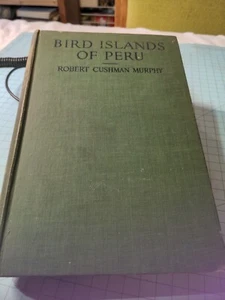 BIRD ISLANDS
OF PERU
ROBERT CUSHMAN MURPHY